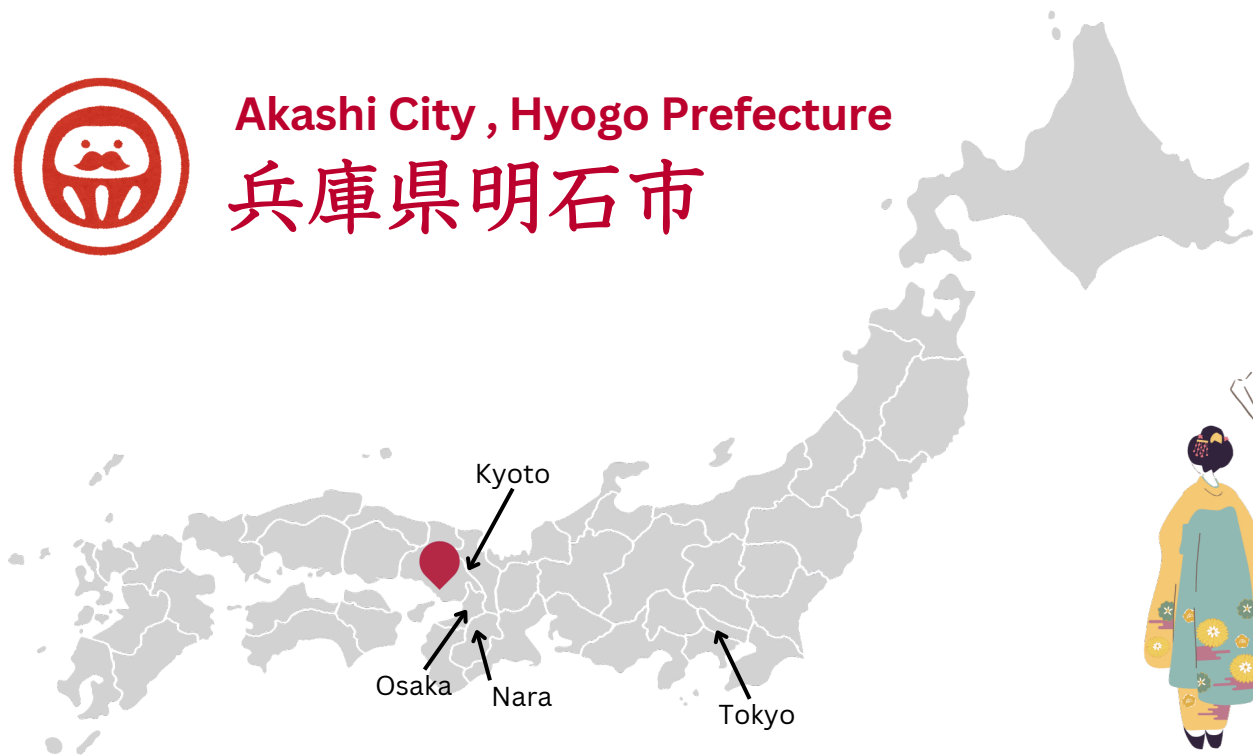 Akashi City , Hyogo Prefecture
兵庫県明石市
Kyoto
Osaka
Nara
Tokyo